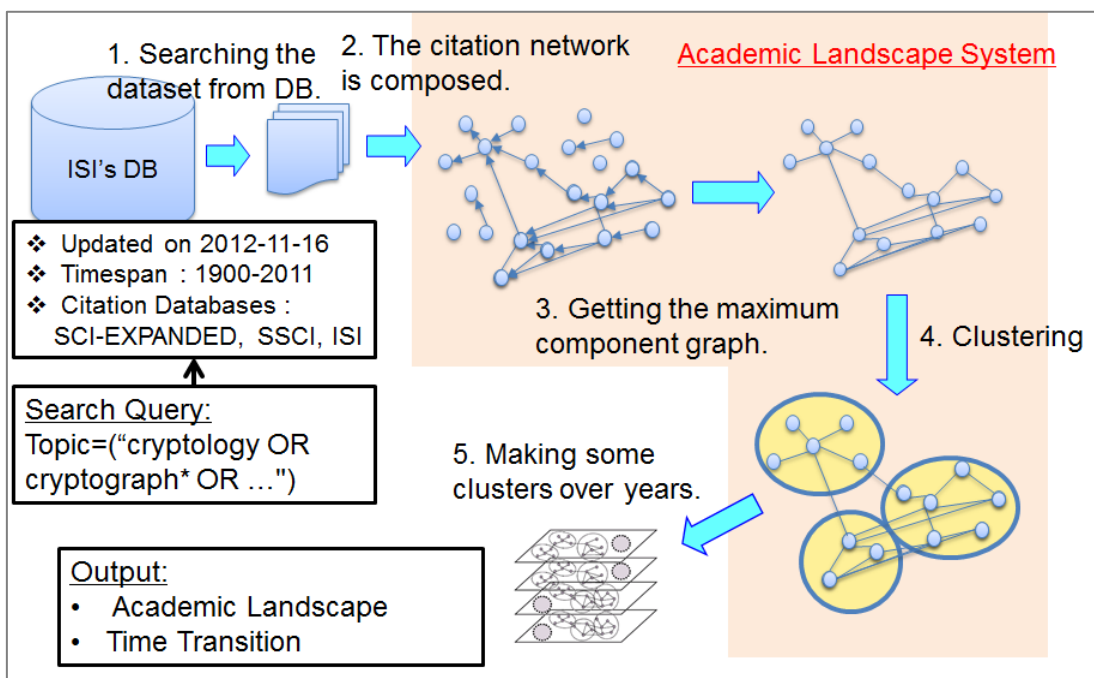 1. Searching the
dataset from DB.
2. The citation network
is composed.
Academic Landscape System
ISI's DB
❖ Updated on 2012-11-16
❖ Timespan : 1900-2011
❖ Citation Databases :
SCI-EXPANDED, SSCI, ISI
3. Getting the maximum
component graph.
4. Clustering
Search Query:
Topic=(“cryptology OR
cryptograph* OR …")
5. Making some
clusters over years.
Output:
• Academic Landscape
• Time Transition